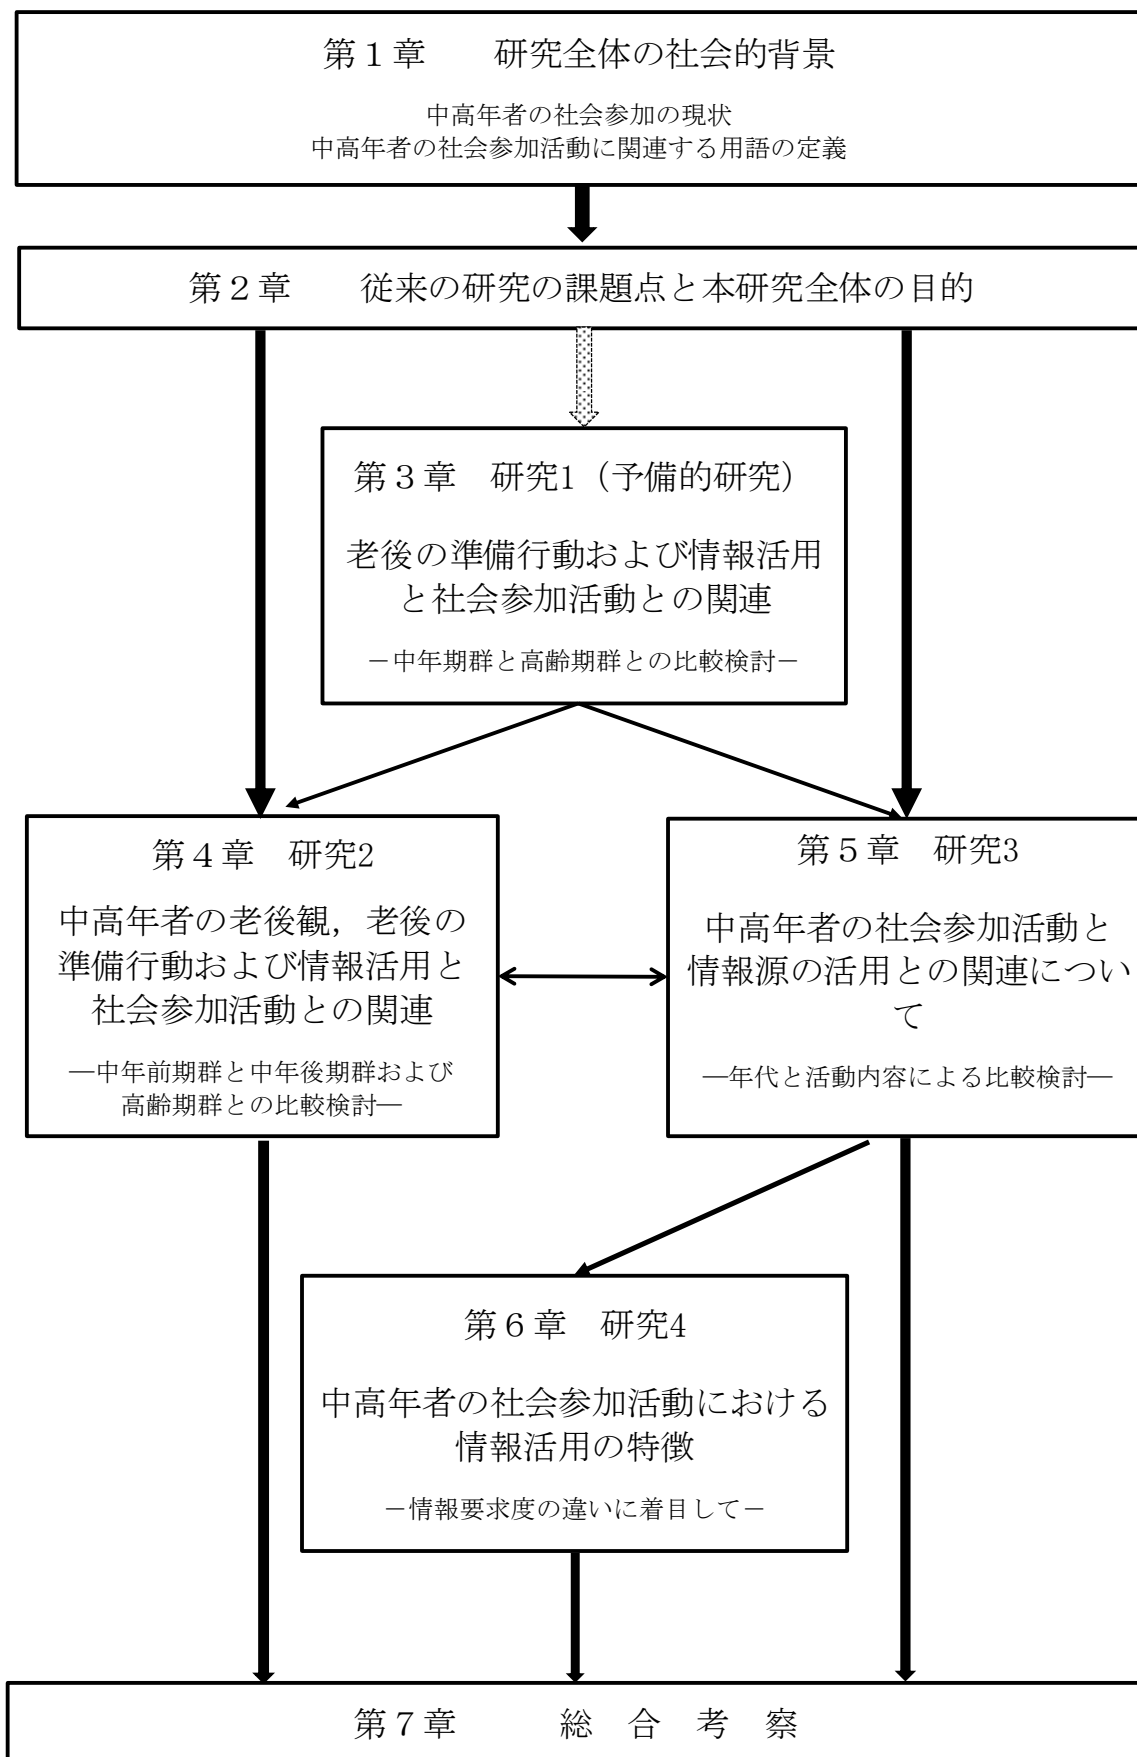 第１章　　研究全体の社会的背景
中高年者の社会参加の現状
中高年者の社会参加活動に関連する用語の定義
第２章　　従来の研究の課題点と本研究全体の目的
第３章　研究1（予備的研究）
老後の準備行動および情報活用
と社会参加活動との関連
－中年期群と高齢期群との比較検討－
第４章　研究2
中高年者の老後観，老後の
準備行動および情報活用と
社会参加活動との関連
―中年前期群と中年後期群および
高齢期群との比較検討―
第５章　研究3
中高年者の社会参加活動と
情報源の活用との関連につい
て
―年代と活動内容による比較検討―
第６章　研究4
中高年者の社会参加活動における
情報活用の特徴
－情報要求度の違いに着目して－
第７章　　　総　合　考　察